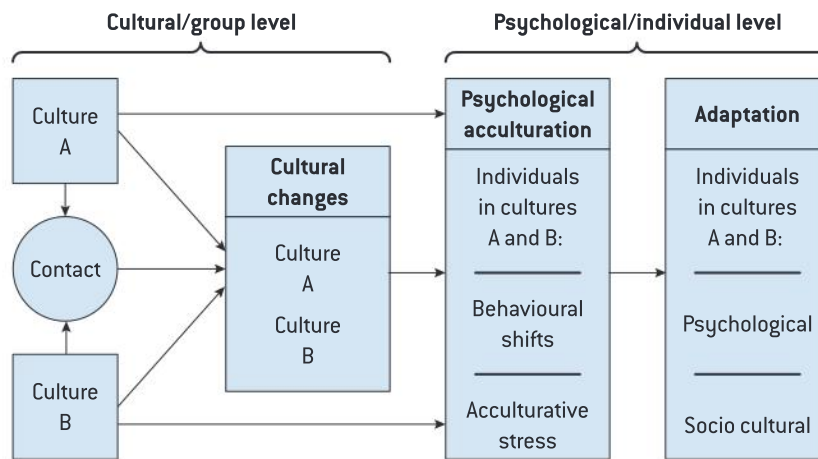 Cultural/group level
Psychological/individual level
Culture
A
Contact
Culture
B
Cultural
changes
Culture
A
Culture
B
Psychological
acculturation
Individuals
in cultures
A and B:
Behavioural
shifts
Acculturative
stress
Adaptation
Individuals
in cultures
A and B:
Psychological
Socio cultural